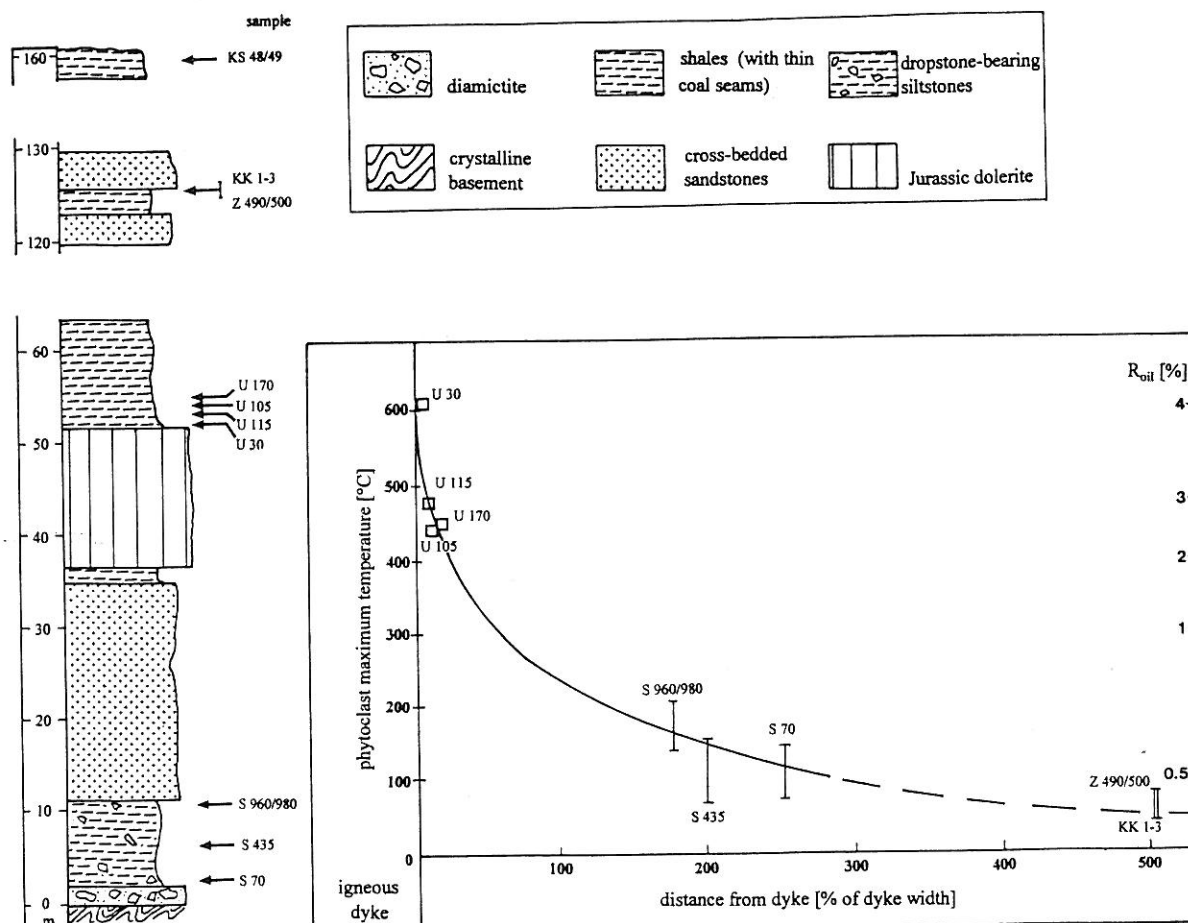 sample
160
KS 48/49
130
KK 1-3
Z 490/500
120
diamictite
shales (with thin
coal seams)
dropstone-bearing
siltstones
crystalline
basement
cross-bedded
sandstones
Jurassic dolerite
60
U 170
U 105
U 115
50
U 30
40
30
20
10
S 960/980
S 435
S 70
0
m
phytoclast maximum temperature [°C]
600
500
400
300
200
100
0
U 30
U 115
U 170
U 105
S 960/980
S 435
S 70
Z 490/500
KK 1-3
R oil [%]
4
3
2
1
0.5
igneous
dyke
100
200
300
400
500
distance from dyke [% of dyke width]